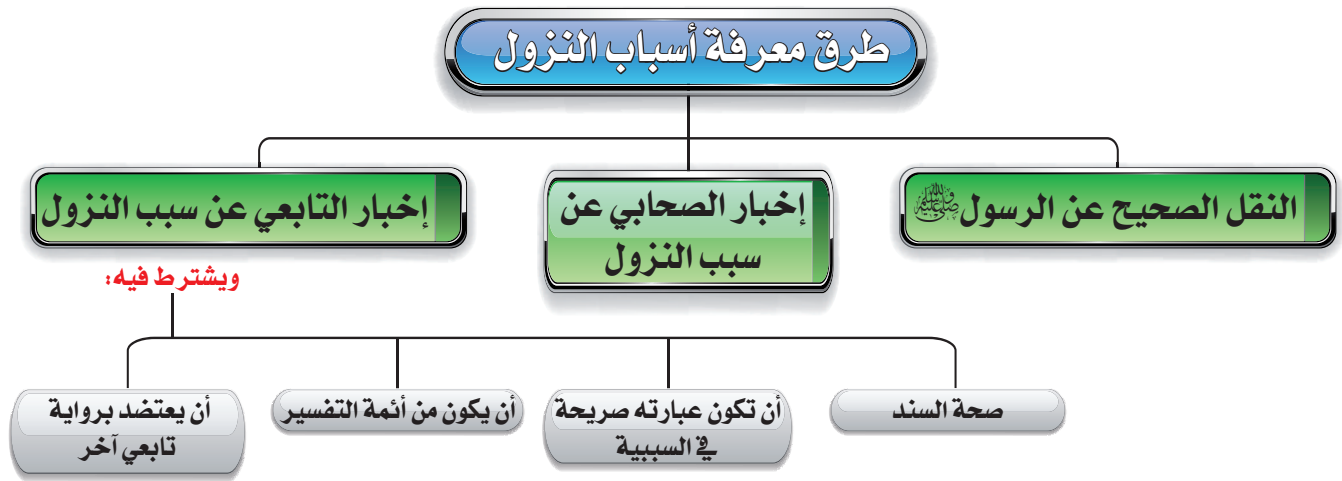 طرق معرفة أسباب النزول
النقل الصحيح عن الرسول ﷺ
إخبار الصحابي عن
سبب النزول
إخبار التابعي عن سبب النزول
ويشترط فيه:
صحة السند
أن تكون عبارته صريحة
في السببية
أن يكون من أئمة التفسير
أن يعتضد برواية
تابعي آخر